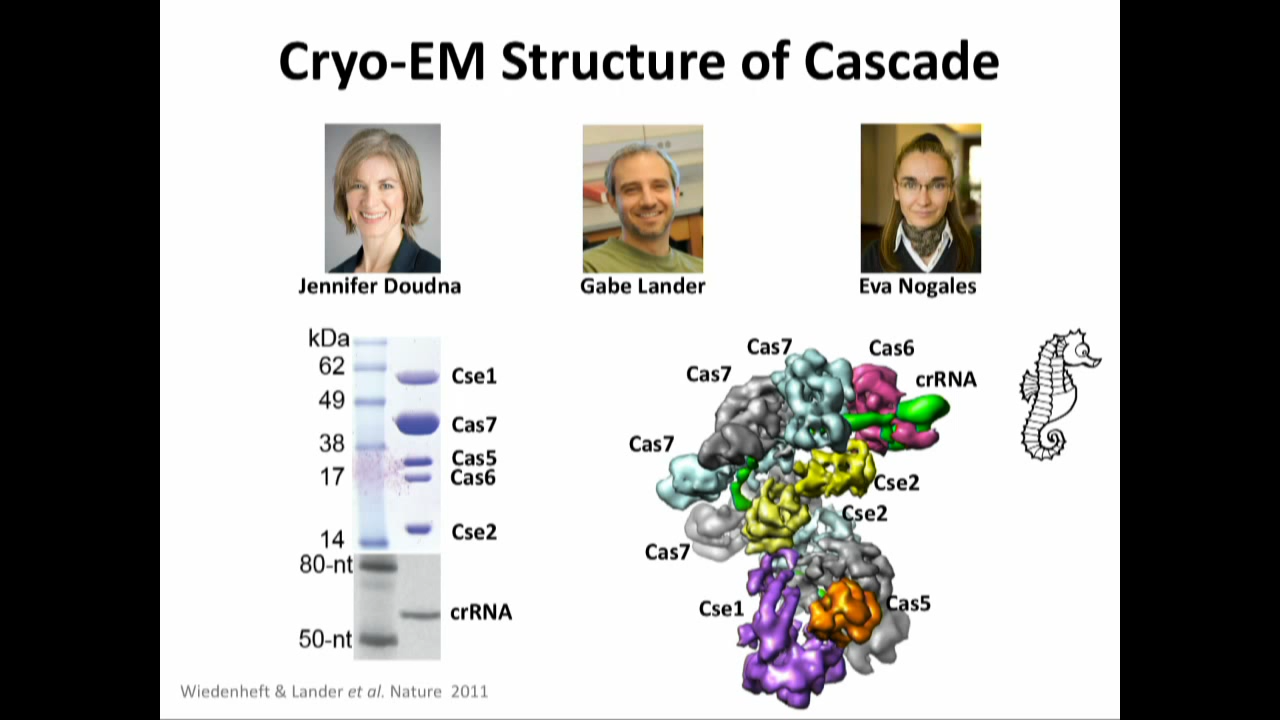 Cryo-EM Structure of Cascade
Jennifer Doudna
Gabe Lander
Eva Nogales
kDa
62
49
38
17
14
80-nt
50-nt
Cse1
Cas7
Cas5
Cas6
Cse2
crRNA
Cas7
Cas6
Cas7
crRNA
Cas7
Cse2
Cse2
Cas7
Cse1
Cas5
Wiedenheft & Lander et al. Nature 2011